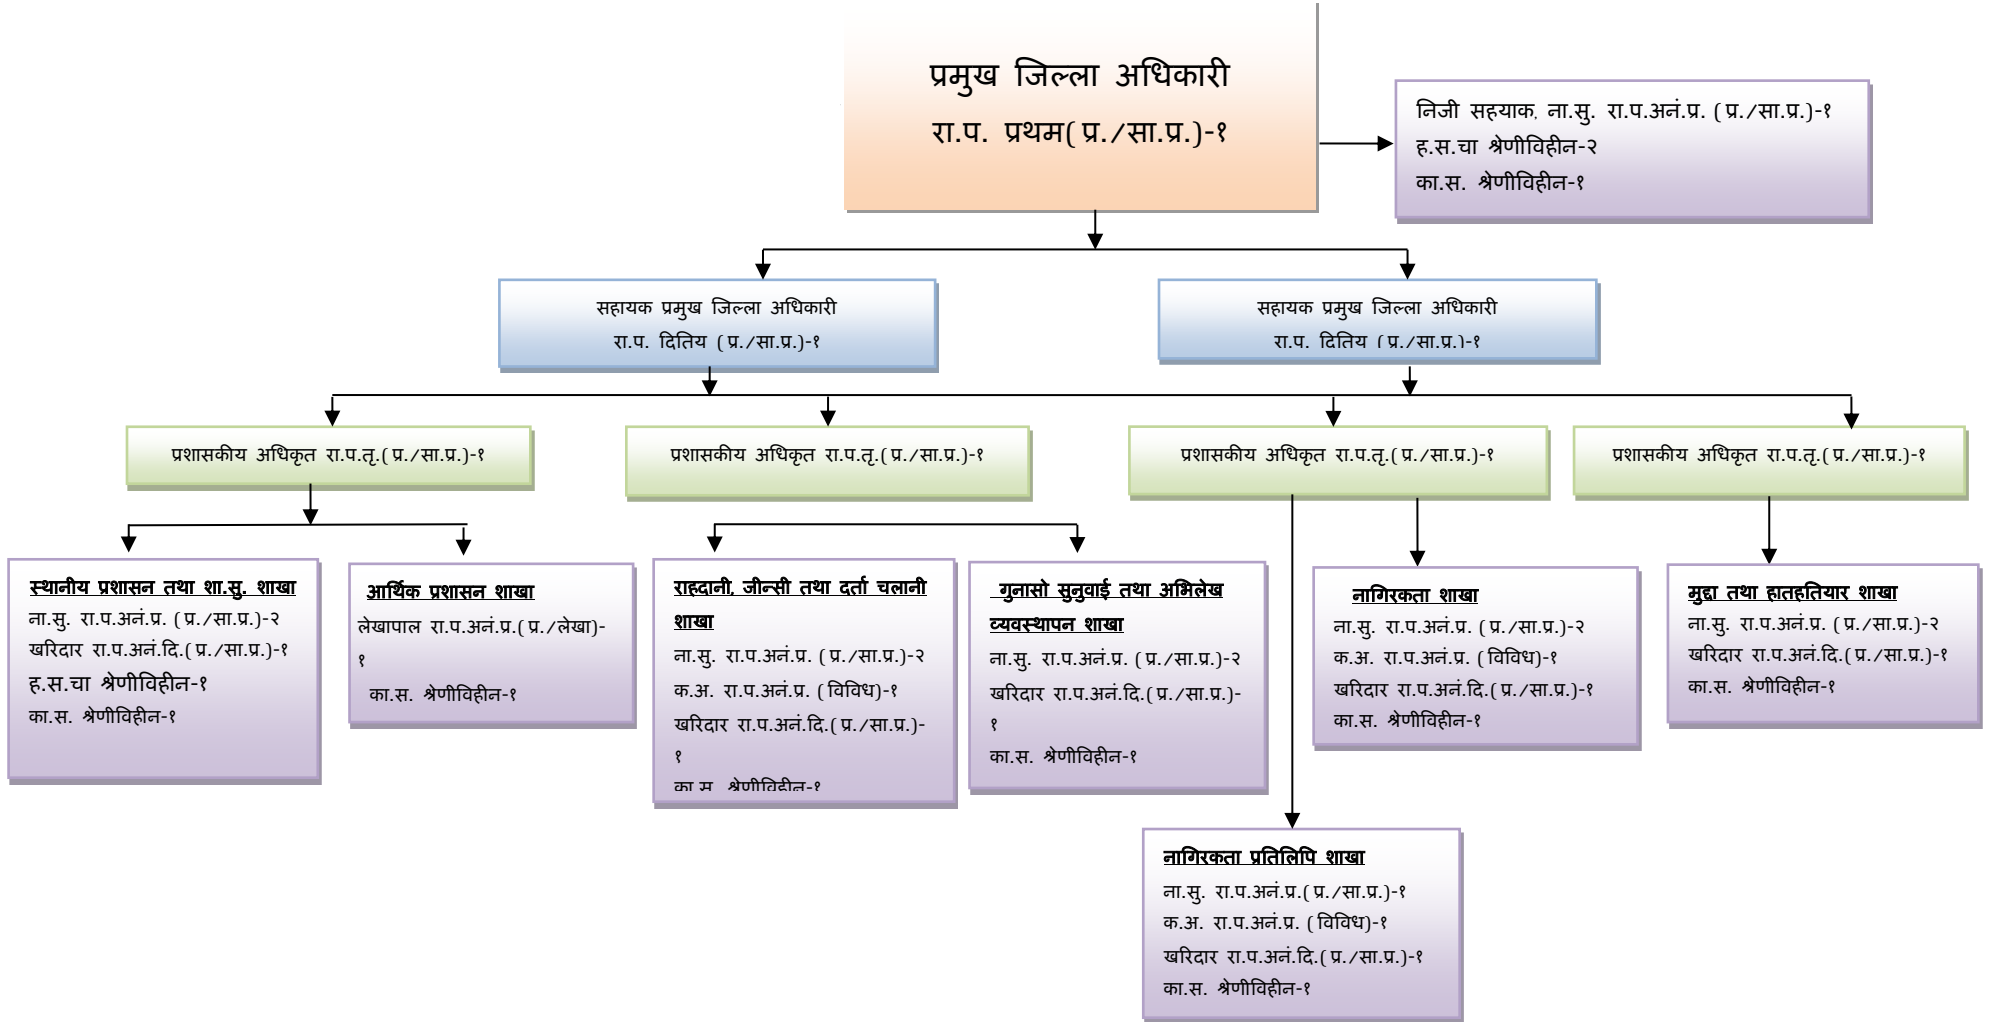 प्रमुख जिल्ला अधिकारी
रा.प. प्रथम(प्र./सा.प्र.)-१
निजी सहयाक, ना.सु. रा.प.अनं.प्र. (प्र./सा.प्र.)-१
ह.स.चा श्रेणीविहीन-२
का.स. श्रेणीविहीन-१
सहायक प्रमुख जिल्ला अधिकारी
रा.प. दितिय (प्र./सा.प्र.)-१
सहायक प्रमुख जिल्ला अधिकारी
रा.प. दितिय (प्र./सा.प्र.)-१
प्रशासकीय अधिकृत रा.प.तृ.(प्र./सा.प्र.)-१
प्रशासकीय अधिकृत रा.प.तृ.(प्र./सा.प्र.)-१
प्रशासकीय अधिकृत रा.प.तृ.(प्र./सा.प्र.)-१
प्रशासकीय अधिकृत रा.प.तृ.(प्र./सा.प्र.)-१
स्थानीय प्रशासन तथा शा.सु. शाखा
ना.सु. रा.प.अनं.प्र. (प्र./सा.प्र.)-२
खरिदार रा.प.अनं.दि.(प्र./सा.प्र.)-१
ह.स.चा श्रेणीविहीन-१
का.स. श्रेणीविहीन-१
आर्थिक प्रशासन शाखा
लेखापाल रा.प.अनं.प्र.(प्र./लेखा)-
१
का.स. श्रेणीविहीन-१
राहदानी, जीन्सी तथा दर्ता चलानी
शाखा
ना.सु. रा.प.अनं.प्र. (प्र./सा.प्र.)-२
क.अ. रा.प.अनं.प्र. (विविध)-१
खरिदार रा.प.अनं.दि.(प्र./सा.प्र.)-
१
का.स. श्रेणीविहीन-१
गुनासो सुनुवाई तथा अभिलेख
व्यवस्थापन शाखा
ना.सु. रा.प.अनं.प्र. (प्र./सा.प्र.)-२
खरिदार रा.प.अनं.दि.(प्र./सा.प्र.)-
१
का.स. श्रेणीविहीन-१
नागिरकता शाखा
ना.सु. रा.प.अनं.प्र. (प्र./सा.प्र.)-२
क.अ. रा.प.अनं.प्र. (विविध)-१
खरिदार रा.प.अनं.दि.(प्र./सा.प्र.)-१
का.स. श्रेणीविहीन-१
मुद्दा तथा हातहतियार शाखा
ना.सु. रा.प.अनं.प्र. (प्र./सा.प्र.)-२
खरिदार रा.प.अनं.दि.(प्र./सा.प्र.)-१
का.स. श्रेणीविहीन-१
नागिरकता प्रतिलिपि शाखा
ना.सु. रा.प.अनं.प्र.(प्र./सा.प्र.)-१
क.अ. रा.प.अनं.प्र. (विविध)-१
खरिदार रा.प.अनं.दि.(प्र./सा.प्र.)-१
का.स. श्रेणीविहीन-१